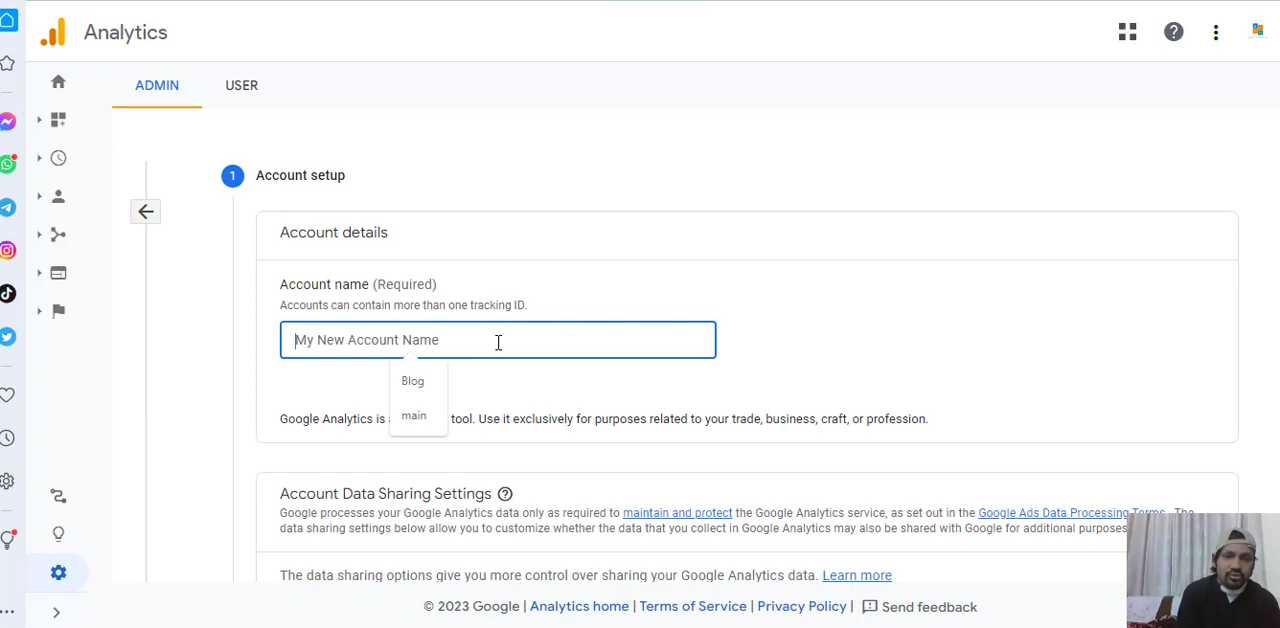 Analytics
ADMIN USER
1 Account setup
Account details
Account name (Required)
Accounts can contain more than one tracking ID.
My New Account Name
Blog
main
Google Analytics is tool. Use it exclusively for purposes related to your trade, business, craft, or profession.
Account Data Sharing Settings
Google processes your Google Analytics data only as required to maintain and protect the Google Analytics service, as set out in the Google Ads Data Processing Terms. The
data sharing settings below allow you to customize whether the data that you collect in Google Analytics may also be shared with Google for additional purposes
The data sharing options give you more control over sharing your Google Analytics data. Learn more
© 2023 Google | Analytics home | Terms of Service | Privacy Policy | Send feedback